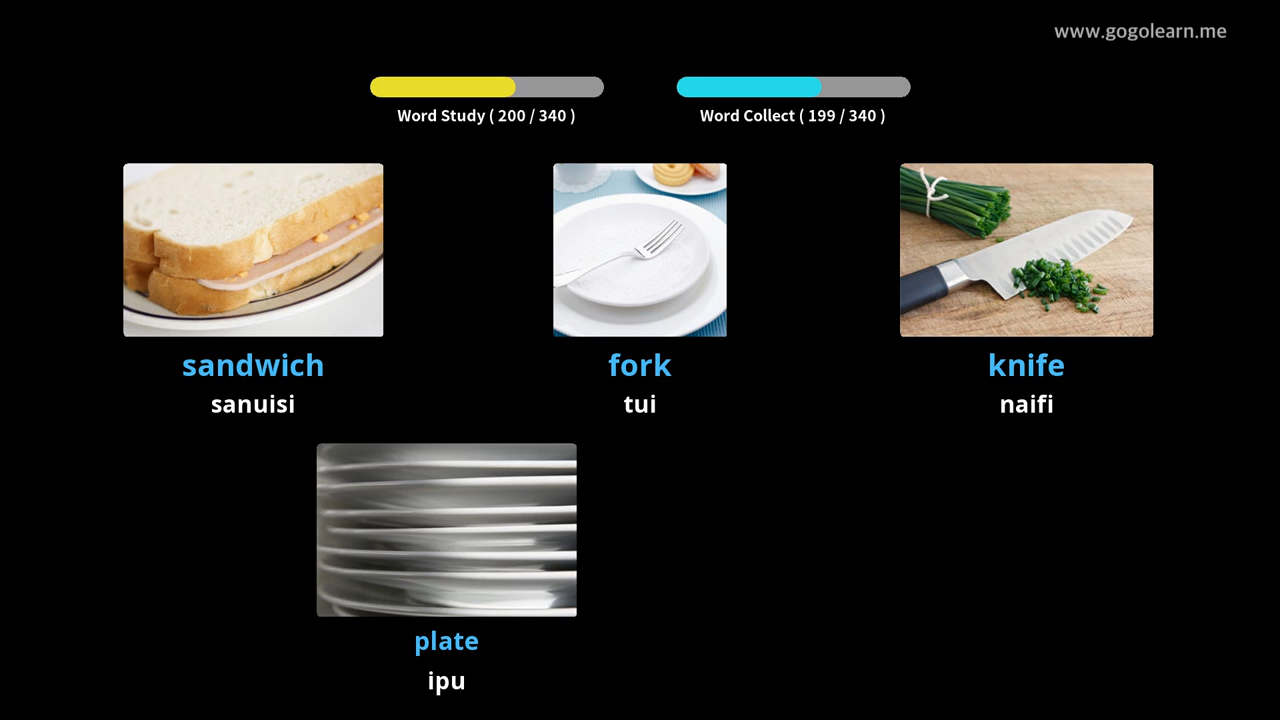 www.gogolearn.me
Word Study ( 200 / 340 )
Word Collect ( 199 / 340 )
sandwich
sanuisi
fork
tui
knife
naifi
plate
ipu